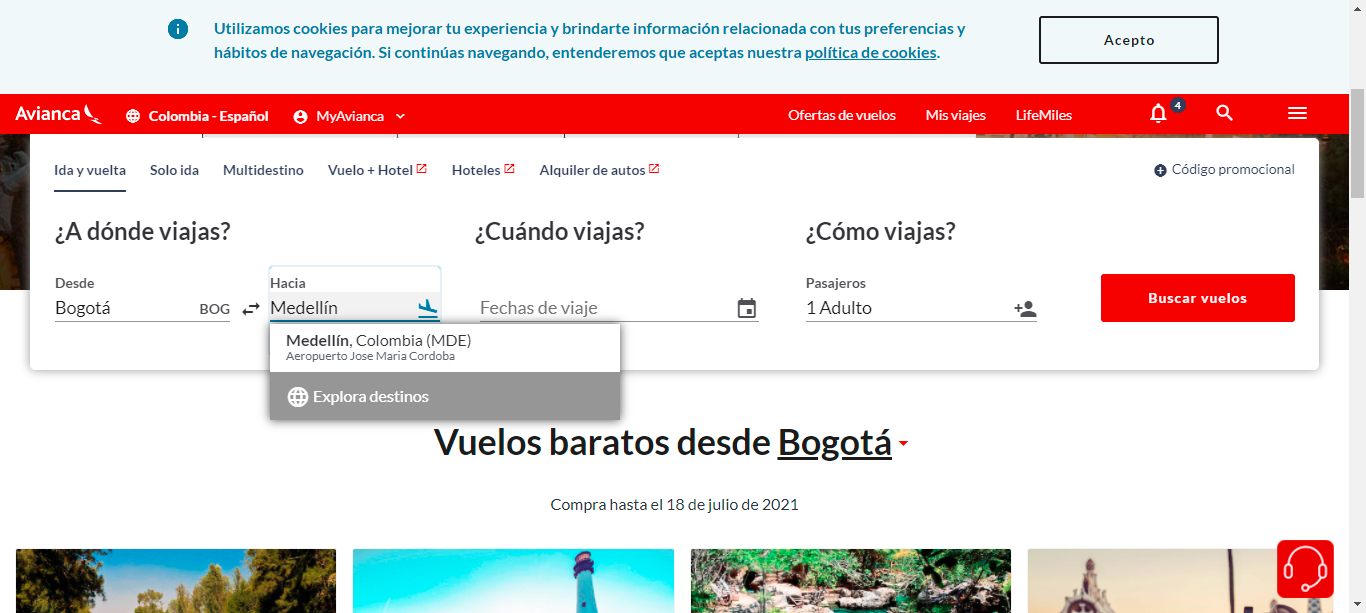 Utilizamos cookies para mejorar tu experiencia y brindarte información relacionada con tus preferencias y
hábitos de navegación. Si continúas navegando, entenderemos que aceptas nuestra política de cookies.
Acepto
Avianca
Colombia - Español
MyAvianca
Ofertas de vuelos
Mis viajes
LifeMiles
4
Ida y vuelta
Solo ida
Multidestino
Vuelo + Hotel
Hoteles
Alquiler de autos
Código promocional
¿A dónde viajas?
¿Cuándo viajas?
¿Cómo viajas?
Desde
Hacia
Pasajeros
Bogotá
BOG
Medellín
Fechas de viaje
1 Adulto
Buscar vuelos
Medellín, Colombia (MDE)
Aeropuerto Jose Maria Cordoba
Explora destinos
Vuelos baratos desde Bogotá
Compra hasta el 18 de julio de 2021